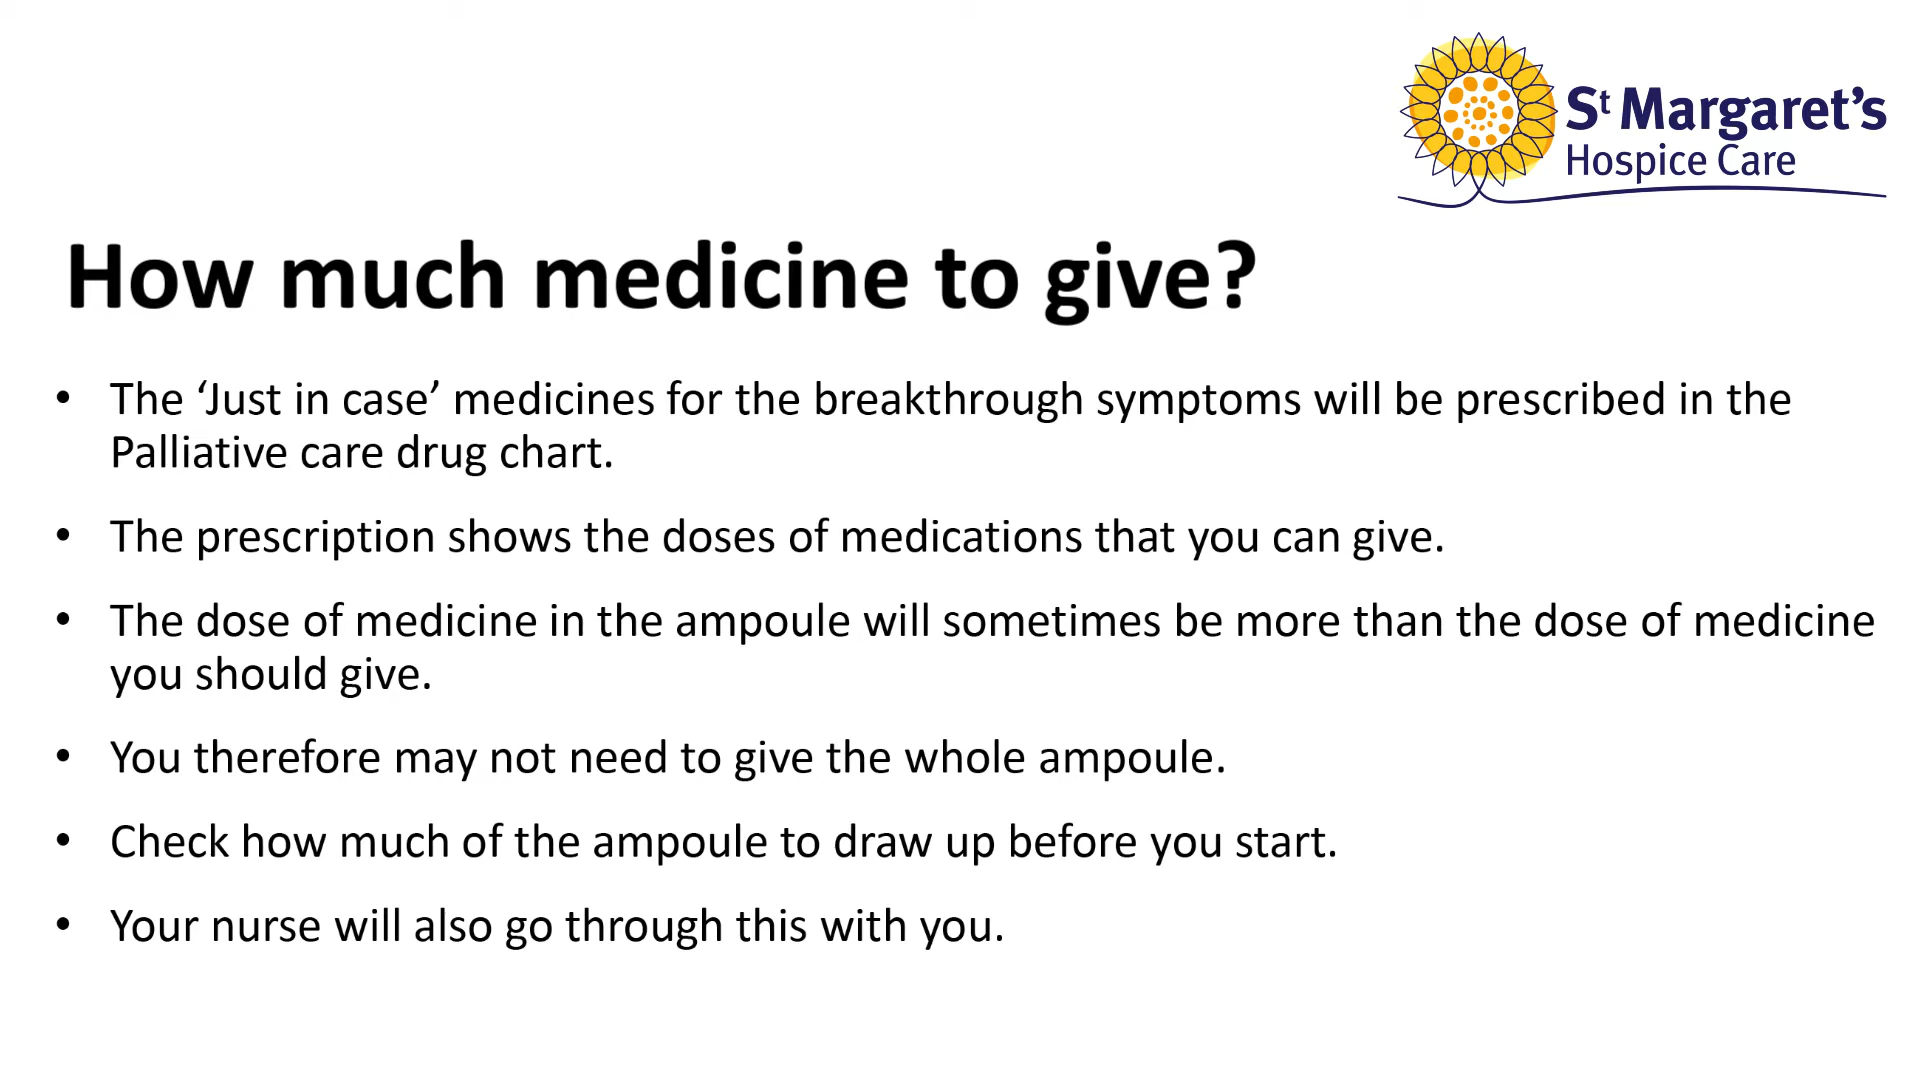 St Margaret’s
Hospice Care
How much medicine to give?
• The ‘Just in case’ medicines for the breakthrough symptoms will be prescribed in the
Palliative care drug chart.
• The prescription shows the doses of medications that you can give.
• The dose of medicine in the ampoule will sometimes be more than the dose of medicine
you should give.
• You therefore may not need to give the whole ampoule.
• Check how much of the ampoule to draw up before you start.
• Your nurse will also go through this with you.